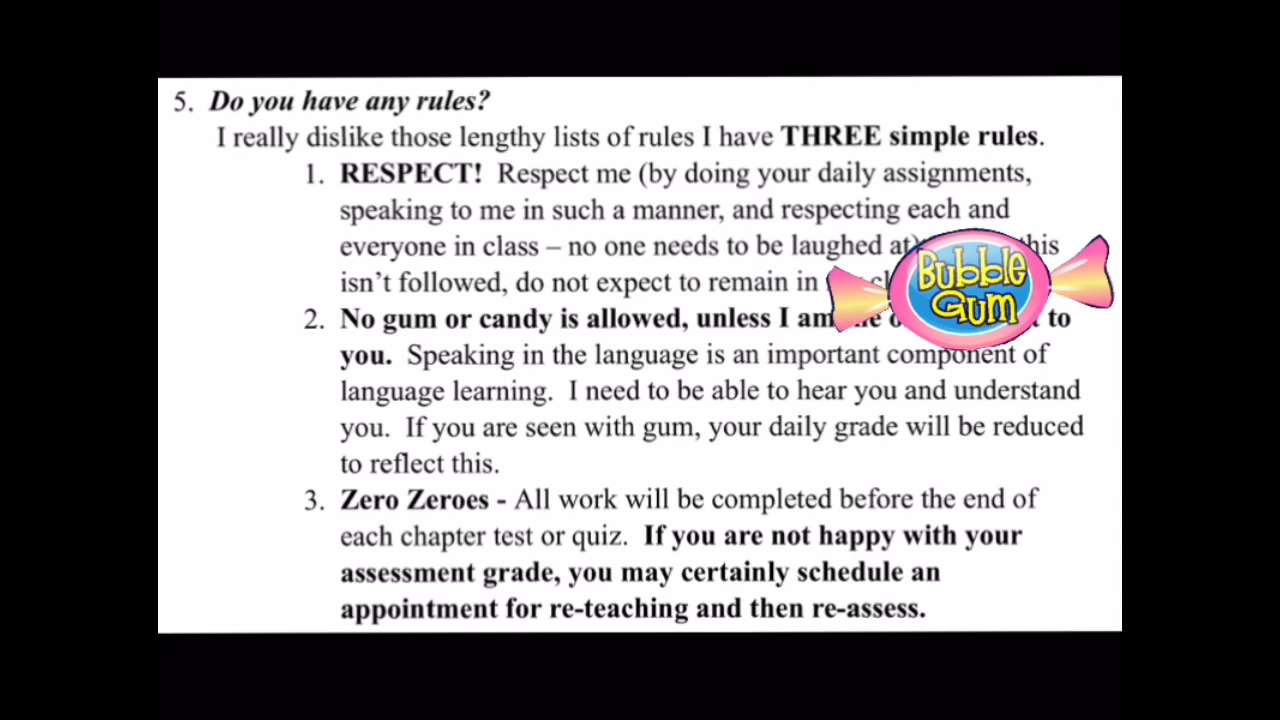 5. Do you have any rules?
I really dislike those lengthy lists of rules I have THREE simple rules.
1. RESPECT! Respect me (by doing your daily assignments,
speaking to me in such a manner, and respecting each and
everyone in class – no one needs to be laughed at) this
isn’t followed, do not expect to remain in
2. No gum or candy is allowed, unless I am to
you. Speaking in the language is an important component of
language learning. I need to be able to hear you and understand
you. If you are seen with gum, your daily grade will be reduced
to reflect this.
3. Zero Zeroes - All work will be completed before the end of
each chapter test or quiz. If you are not happy with your
assessment grade, you may certainly schedule an
appointment for re-teaching and then re-assess.
Bubble
Gum